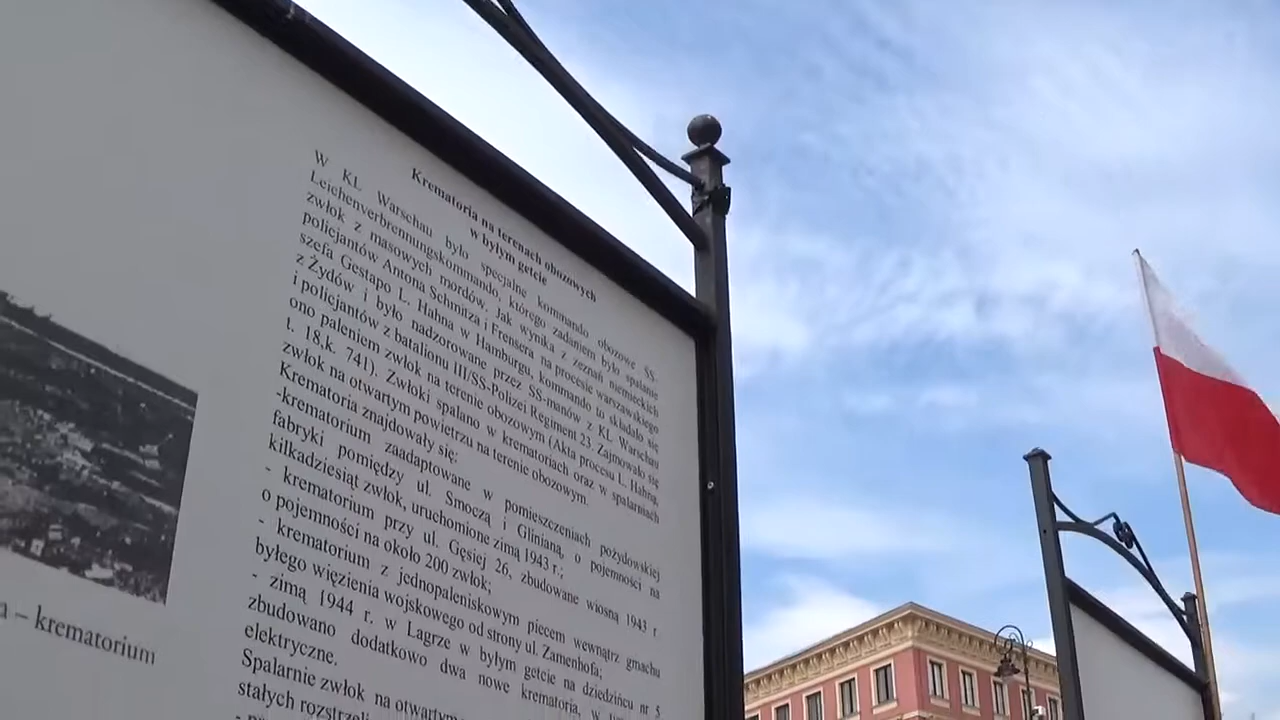 Krematoria na terenach obozowych
w byłym getcie
W KL Warschau było specjalne kommando obozowe SS-
Leichenverbrennungskommando, którego zadaniem było spalanie
zwłok z masowych mordów, jak wynika z zeznań niemieckich
policjantów Antona Schmitza i Frensera na procesie warszawskiego
szefa Gestapo L. Hahna w Hamburgu, kommando to składało się
z Żydów i było nadzorowane przez SS-manów z KL Warschau
i policjantów z batalionu III/SS-Polizei Regiment 23. Zajmowało się
ono paleniem zwłok na terenie obozowym (Akta procesu L. Hahna,
t. 18,k. 741). Zwłoki spalano w krematoriach oraz w spalarniach
zwłok na otwartym powietrzu na terenie obozowym.
Krematoria znajdowały się:
-krematorium zaadaptowane w pomieszczeniach pożydowskiej
fabryki pomiędzy ul. Smoczą i Glinianą, o pojemności na
kilkadziesiąt zwłok, uruchomione zimą 1943 r.;
- krematorium przy ul. Gęsiej 26, zbudowane wiosną 1943 r.
o pojemności na około 200 zwłok;
- krematorium z jednopaleniskowym piecem wewnątrz gmachu
byłego więzienia wojskowego od strony ul. Zamenhofa;
- zimą 1944 r. w Lagrze w byłym getcie na dziedzińcu nr 5
zbudowano dodatkowo dwa nowe krematoria, w
elektryczne.
Spalarnie zwłok na otwartym
stałych rozstrzel
a – krematorium